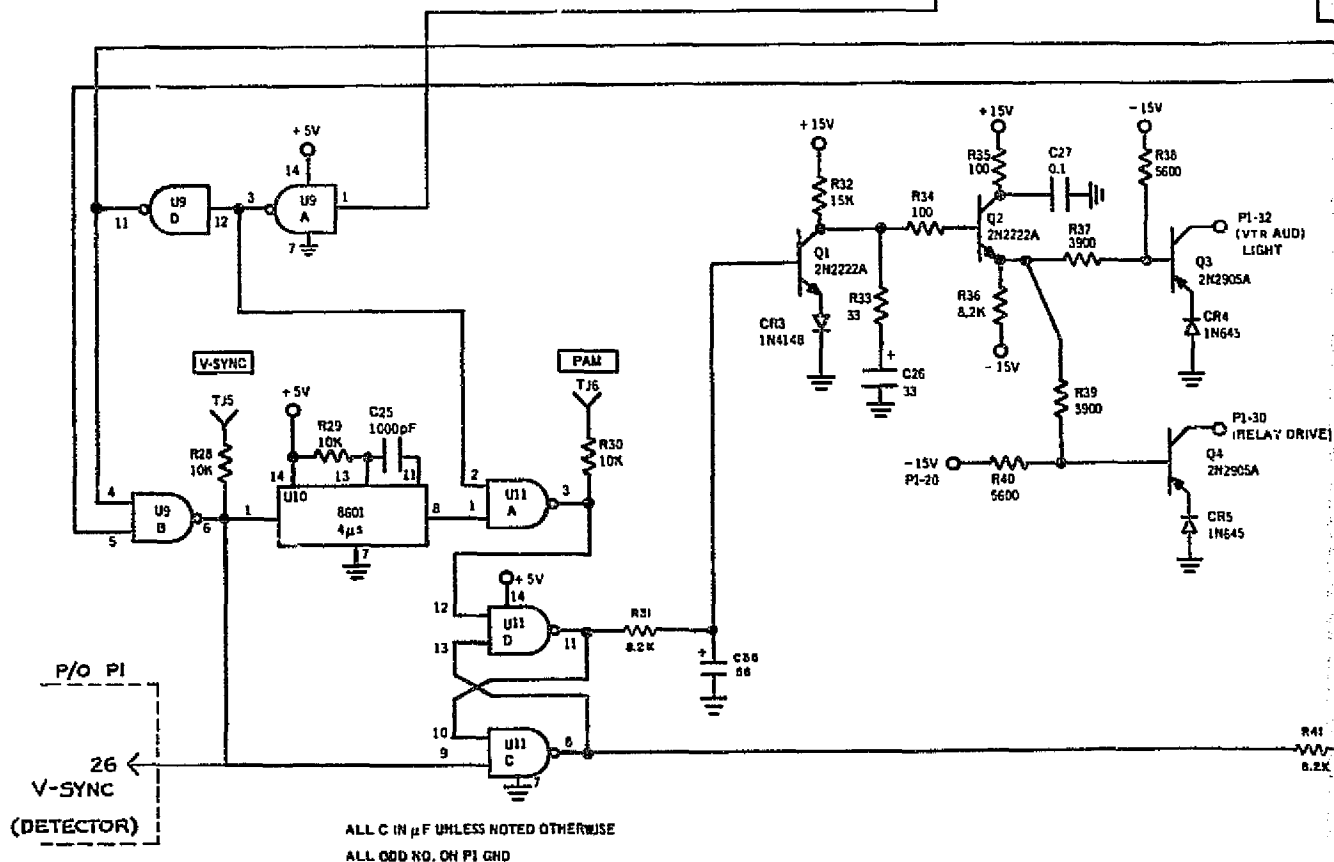 +5V
14
U9
D
11
12
3
U9
A
1
7
+15V
R32
15K
R34
100
Q1
2N2222A
R33
33
CR3
1N4148
+
C26
33
+15V
R35
100
C27
0.1
Q2
2N2222A
R36
8.2K
-15V
-15V
R38
5600
R37
3900
P1-32
(VTR AUD)
LIGHT
Q3
2N2905A
CR4
1N645
R39
3900
P1-30
(RELAY DRIVE)
Q4
2N2905A
-15V
P1-20
R40
5600
CR5
1N645
V-SYNC
TJ5
R28
10K
+5V
R29
10K
C25
1000pF
14
13
11
U10
8601
4μs
1
8
7
4
5
U9
B
6
PAM
TJ6
R30
10K
2
1
U11
A
3
+5V
14
12
13
U11
D
11
R31
8.2K
+
10
9
U11
C
7
P/O P1
26
V-SYNC
(DETECTOR)
R41
8.2K
ALL C IN μF UNLESS NOTED OTHERWISE
ALL ODD NO. ON P1 GND